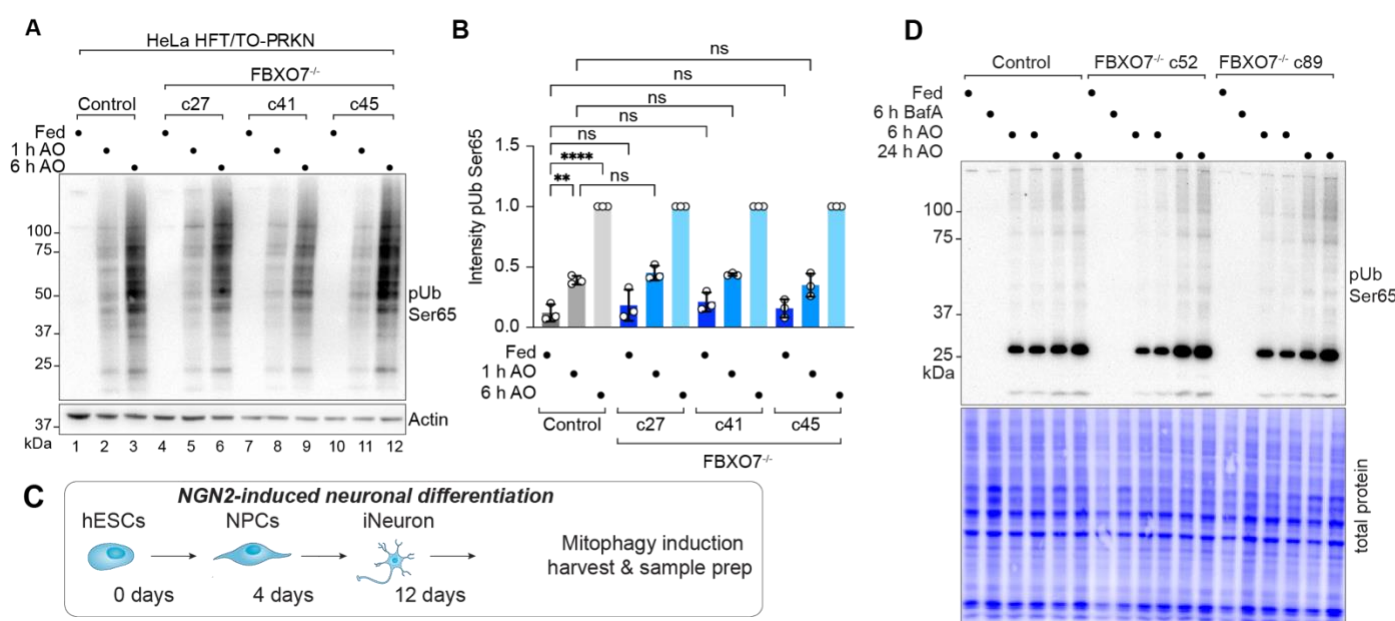 A
HeLa HFT/TO-PRKN
FBXO7-/-
Control c27 c41 c45
Fed
1 h AO
6 h AO
100
75
50
37
25
pUb
Ser65
37
Actin
kDa
1 2 3 4 5 6 7 8 9 10 11 12
B
ns
ns
ns
ns
ns
****
** ns
Intensity pUb Ser65
1.5
1.0
0.5
0.0
Fed
1 h AO
6 h AO
Control c27 c41 c45
FBXO7-/-
C
NGN2-induced neuronal differentiation
hESCs NPCs iNeuron
Mitophagy induction
harvest & sample prep
0 days 4 days 12 days
D
Control FBXO7-/- c52 FBXO7-/- c89
Fed
6 h BafA
6 h AO
24 h AO
100
75
37
25
kDa
pUb
Ser65
total protein